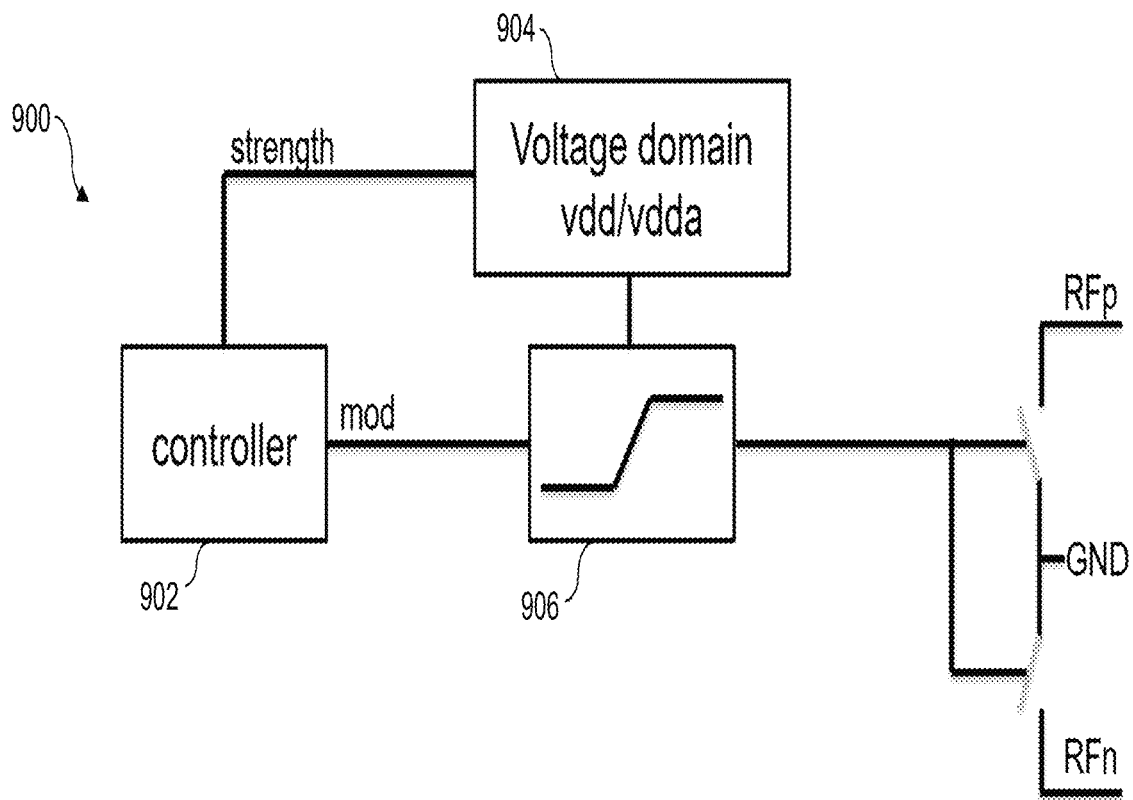 904
900
strength
Voltage domain
vdd/vdda
RFp
mod
controller
GND
902
906
RFn